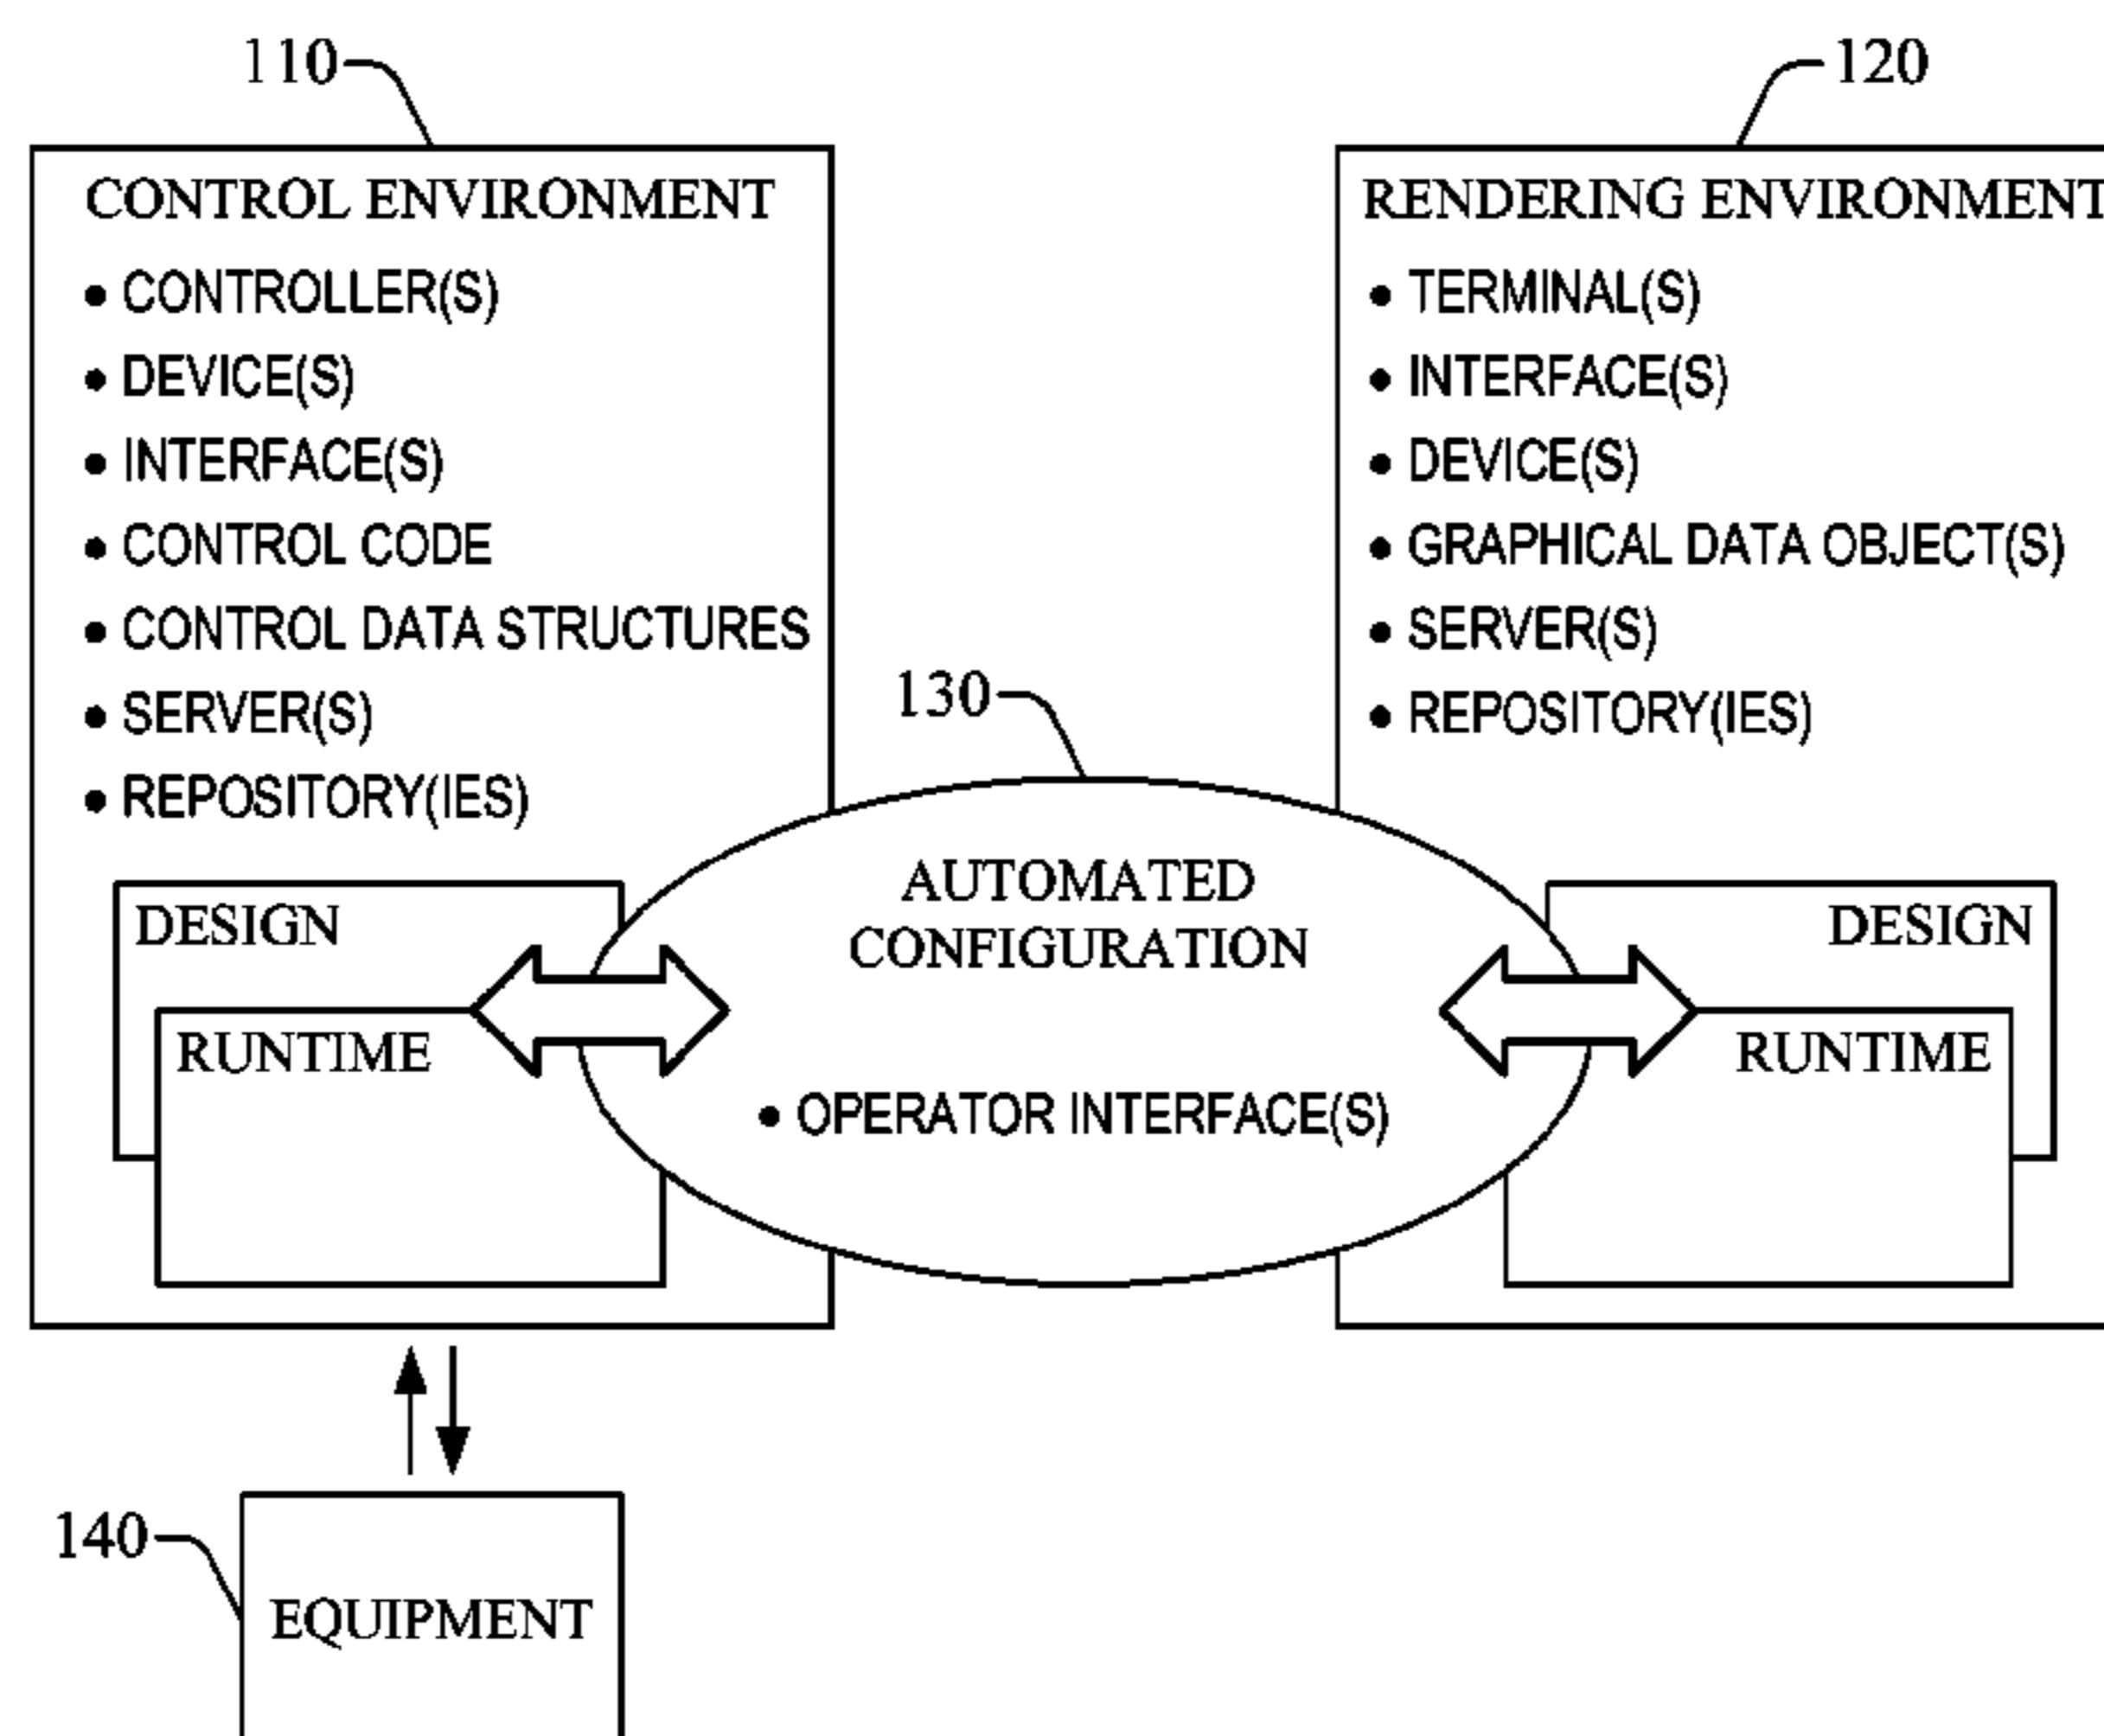 110
120
CONTROL ENVIRONMENT
• CONTROLLER(S)
• DEVICE(S)
• INTERFACE(S)
• CONTROL CODE
• CONTROL DATA STRUCTURES
• SERVER(S)
• REPOSITORY(IES)
DESIGN
RUNTIME
RENDERING ENVIRONMENT
• TERMINAL(S)
• INTERFACE(S)
• DEVICE(S)
• GRAPHICAL DATA OBJECT(S)
• SERVER(S)
• REPOSITORY(IES)
DESIGN
RUNTIME
130
AUTOMATED
CONFIGURATION
• OPERATOR INTERFACE(S)
140
EQUIPMENT